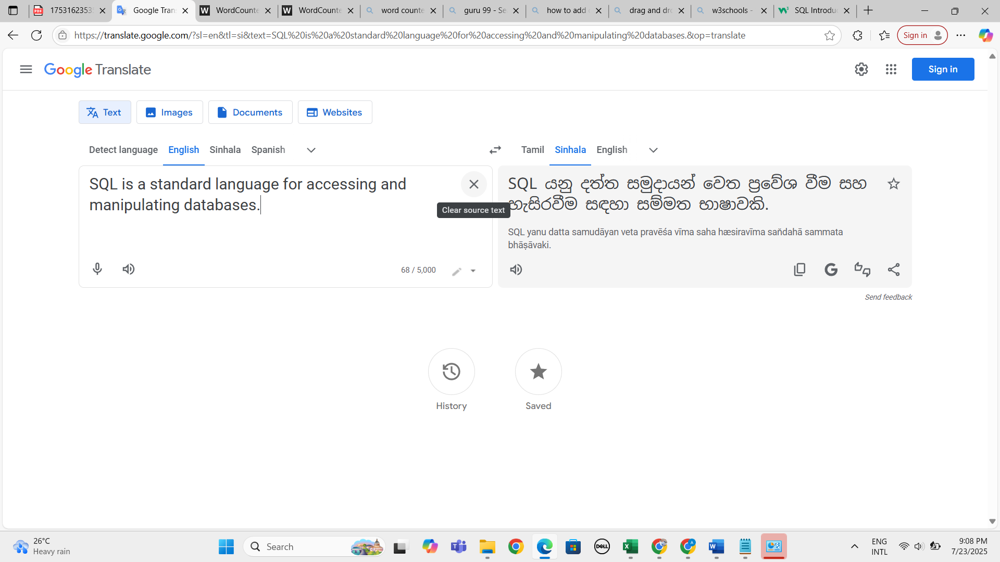 1753162353
Google Tran
WordCounte
WordCounte
word counte
guru 99 - Se
how to add
drag and dr
w3schools -
SQL Introdu
https://translate.google.com/?sl=en&tl=si&text=SQL%20is%20a%20standard%20language%20for%20accessing%20and%20manipulating%20databases.&op=translate
Sign in
Google Translate
Sign in
Text
Images
Documents
Websites
Detect language
English
Sinhala
Spanish
Tamil
Sinhala
English
SQL is a standard language for accessing and
manipulating databases.
Clear source text
68 / 5,000
SQL යනු දත්ත සමුදායන් වෙත ප්‍රවේශ වීම සහ
හැසිරවීම සඳහා සම්මත භාෂාවකි.
SQL yanu datta samudāyan veta pravēśa vīma saha hæsiravīma san̆dahā sammata
bhāṣāvaki.
Send feedback
History
Saved
26°C
Heavy rain
Search
DELL
ENG
INTL
9:08 PM
7/23/2025